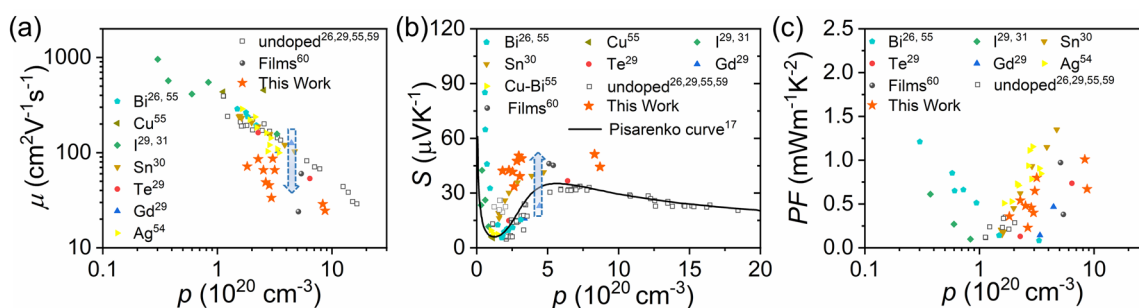 (a)
1000
100
10
0.1
1
10
μ (cm²V⁻¹s⁻¹)
p (10²⁰ cm⁻³)
undoped²⁶,²⁹,⁵⁵,⁵⁹
Films⁶⁰
This Work
Bi²⁶, ⁵⁵
Cu⁵⁵
I²⁹, ³¹
Sn³⁰
Te²⁹
Gd²⁹
Ag⁵⁴
(b)
120
90
60
30
0
0
5
10
15
20
S (μVK⁻¹)
p (10²⁰ cm⁻³)
Bi²⁶, ⁵⁵
Cu⁵⁵
I²⁹, ³¹
Sn³⁰
Te²⁹
Gd²⁹
Cu-Bi⁵⁵
undoped²⁶,²⁹,⁵⁵,⁵⁹
Films⁶⁰
This Work
Pisarenko curve¹⁷
(c)
2.5
2.0
1.5
1.0
0.5
0.0
0.1
1
10
PF (mWm⁻¹K⁻²)
p (10²⁰ cm⁻³)
Bi²⁶, ⁵⁵
I²⁹, ³¹
Sn³⁰
Te²⁹
Gd²⁹
Ag⁵⁴
Films⁶⁰
undoped²⁶,²⁹,⁵⁵,⁵⁹
This Work